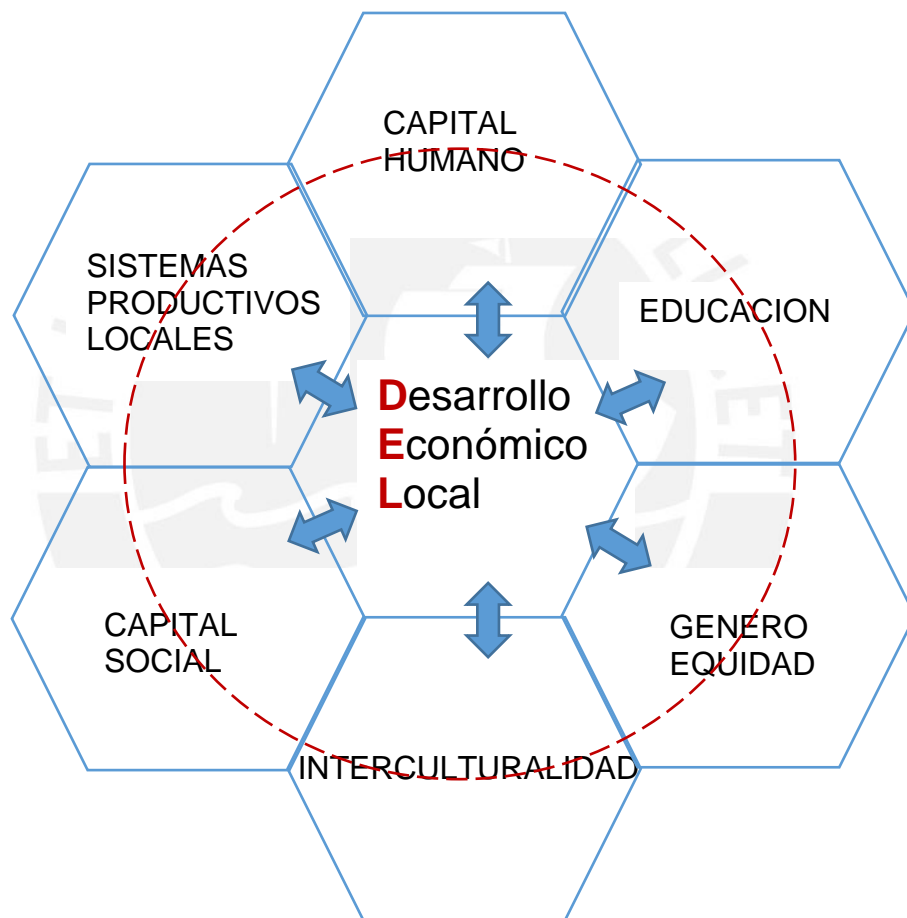 CAPITAL
HUMANO
SISTEMAS
PRODUCTIVOS
LOCALES
EDUCACION
Desarrollo
Económico
Local
CAPITAL
SOCIAL
GENERO
EQUIDAD
INTERCULTURALIDAD